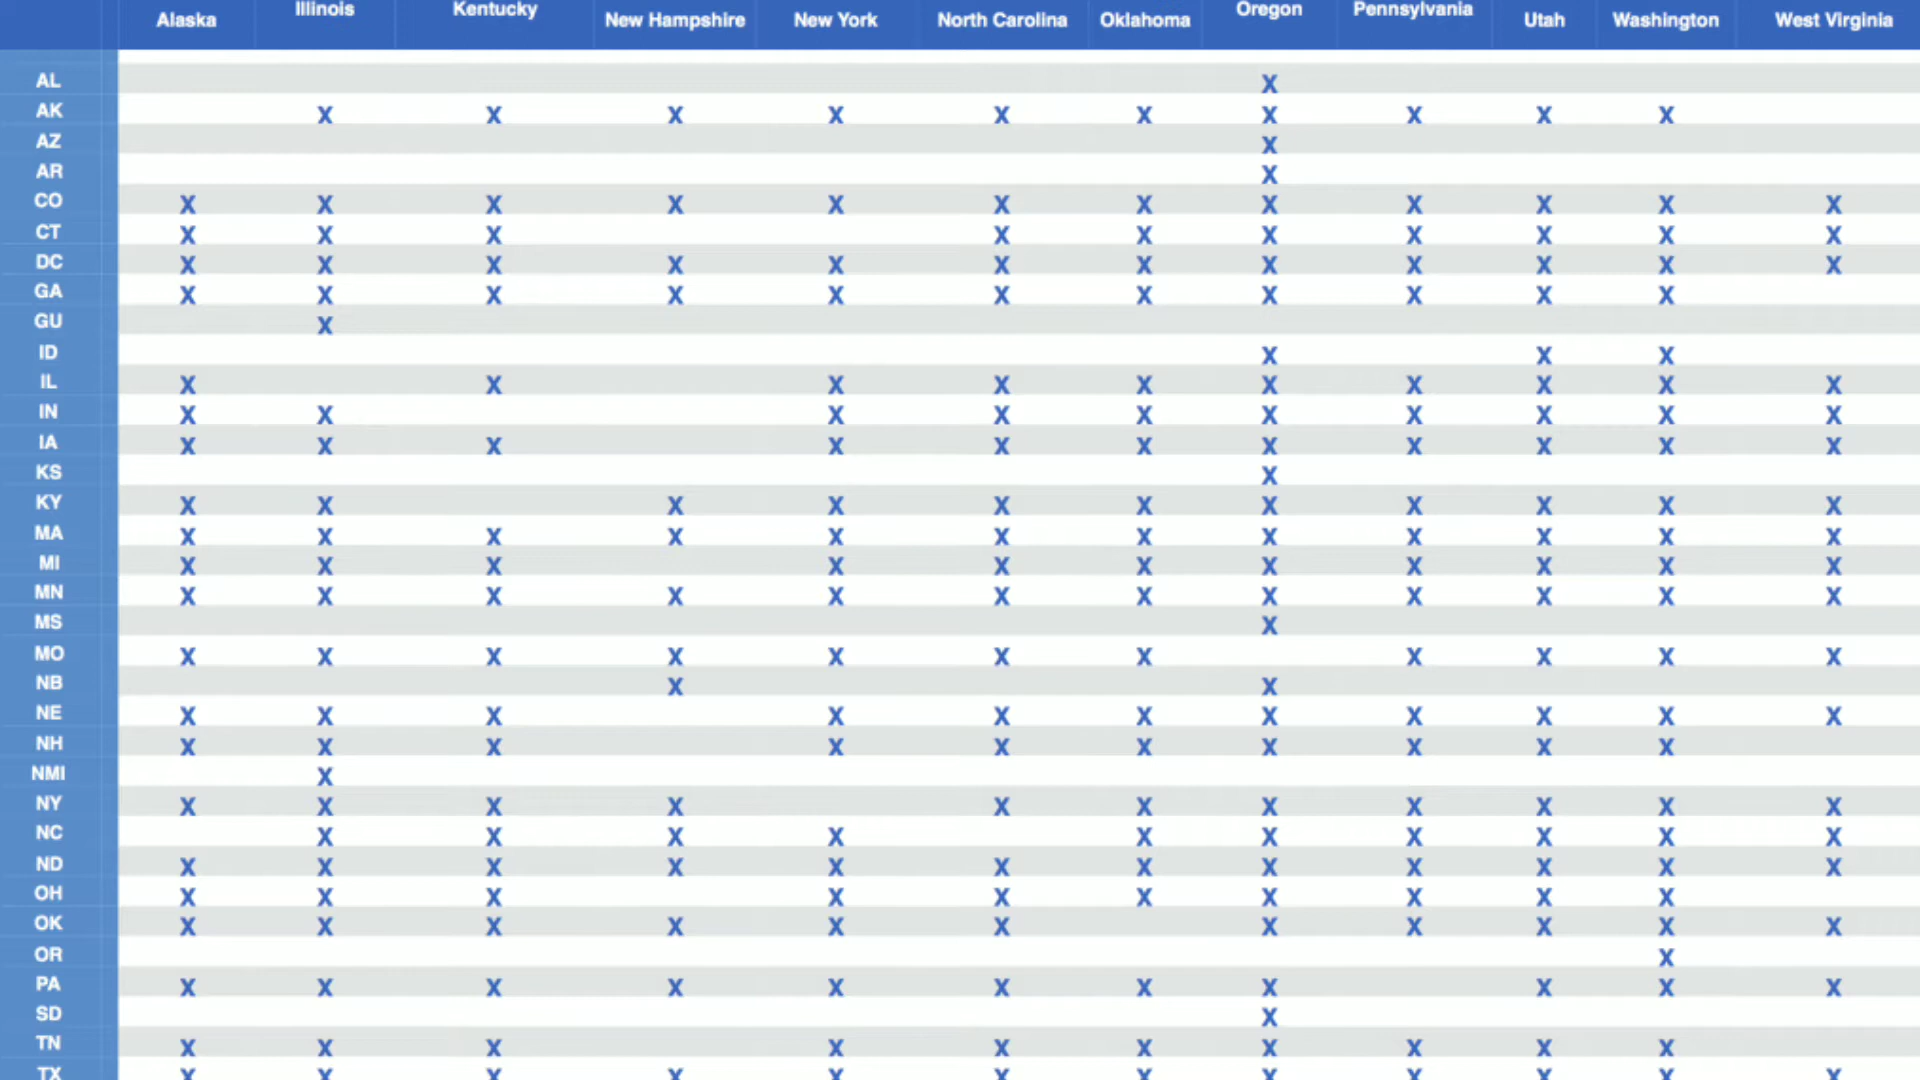 Alaska Illinois Kentucky New Hampshire New York North Carolina Oklahoma Oregon Pennsylvania Utah Washington West Virginia
AL X
AK X X X X X X X X X X
AZ X
AR X
CO X X X X X X X X X X X X
CT X X X X X X X X X X
DC X X X X X X X X X X X X
GA X X X X X X X X X X X
GU X
ID X X X
IL X X X X X X X X X X
IN X X X X X X X X X X
IA X X X X X X X X X X X
KS X
KY X X X X X X X X X X X
MA X X X X X X X X X X X X
MI X X X X X X X X X X X
MN X X X X X X X X X X X X
MS X
MO X X X X X X X X X X X
NB X X
NE X X X X X X X X X X X
NH X X X X X X X X X X
NMI X
NY X X X X X X X X X X X
NC X X X X X X X X X X
ND X X X X X X X X X X X X
OH X X X X X X X X X X
OK X X X X X X X X X X X
OR X
PA X X X X X X X X X X X
SD X
TN X X X X X X X X X X
TX X X X X X X X X X X X X